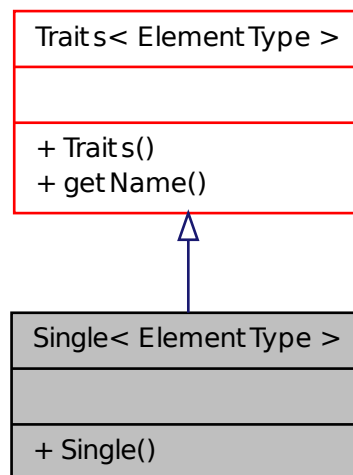 Traits< ElementType >
+ Traits()
+ getName()
Single< ElementType >
+ Single()